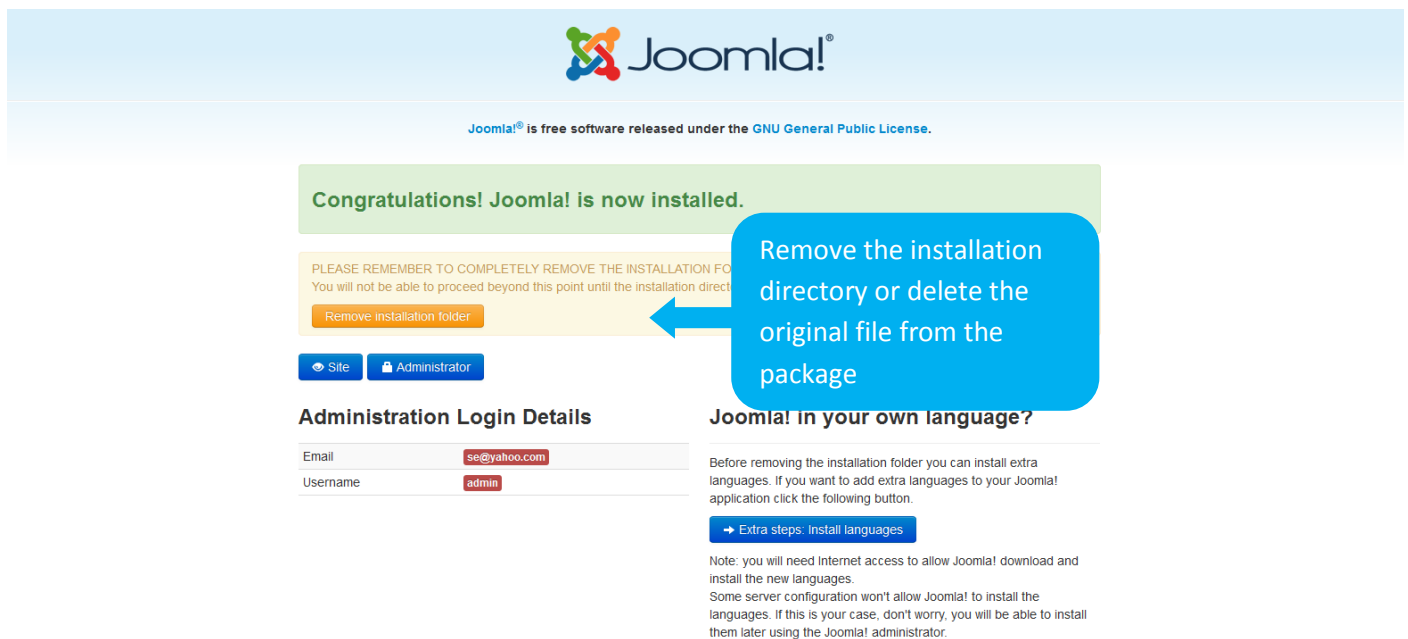 Joomla!®
Joomla!® is free software released under the GNU General Public License.
Congratulations! Joomla! is now installed.
PLEASE REMEMBER TO COMPLETELY REMOVE THE INSTALLATION
You will not be able to proceed beyond this point until the installation
Remove installation folder
Remove the installation
directory or delete the
original file from the
package
Site
Administrator
Administration Login Details
Email se@yahoo.com
Username admin
Joomla! in your own language?
Before removing the installation folder you can install extra
languages. If you want to add extra languages to your Joomla!
application click the following button.
Extra steps: Install languages
Note: you will need Internet access to allow Joomla! download and
install the new languages.
Some server configuration won't allow Joomla! to install the
languages. If this is your case, don't worry, you will be able to install
them later using the Joomla! administrator.